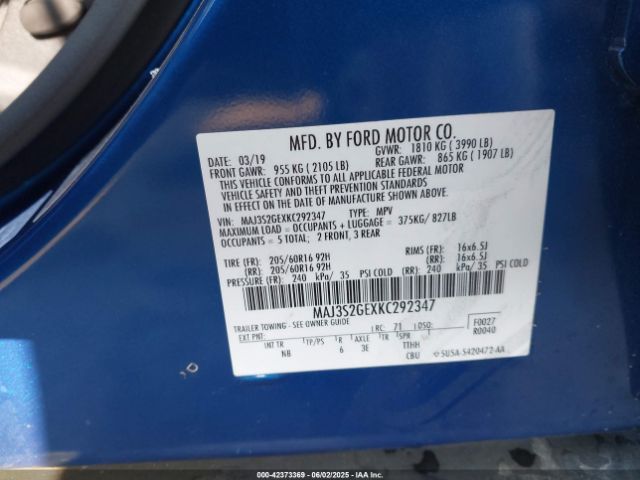 MFD. BY FORD MOTOR CO.
DATE: 03/19 GVWR: 1810 KG ( 3990 LB)
FRONT GAWR: 955 KG ( 2105 LB) REAR GAWR: 865 KG ( 1907 LB)
THIS VEHICLE CONFORMS TO ALL APPLICABLE FEDERAL MOTOR
VEHICLE SAFETY AND THEFT PREVENTION STANDARDS
IN EFFECT ON THE DATE OF MANUFACTURE SHOWN ABOVE.
VIN: MAJ3S2GEXKC292347 TYPE: MPV
MAXIMUM LOAD = OCCUPANTS + LUGGAGE = 375KG/ 827LB
OCCUPANTS = 5 TOTAL; 2 FRONT, 3 REAR
TIRE (FR): 205/60R16 92H RIMS (FR): 16x6.5J
(RR): 205/60R16 92H (RR): 16x6.5J
PRESSURE (FR): 240 kPa/ 35 PSI COLD (RR): 240 kPa/ 35 PSI COLD
MAJ3S2GEXKC292347
TRAILER TOWING - SEE OWNER GUIDE
EXT PNT: RC: 71 DSO: F0027
R0040
INT TR TP/PS R AXLE TR SPR
NB 6 3E TTHH
CBU 5U5A-5420472-AA
000-42373369 - 06/02/2025 - IAA Inc.